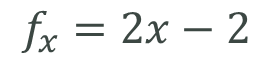 fₓ = 2x − 2